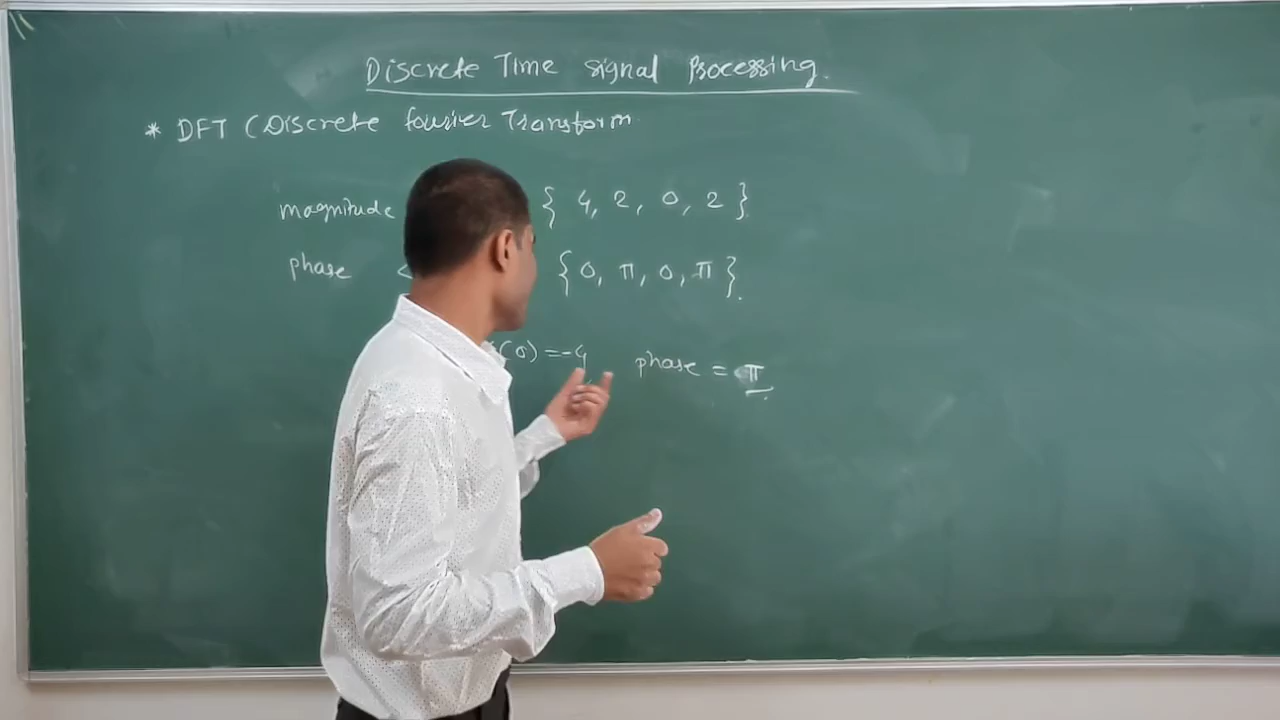 Discrete Time signal Processing.
* DFT (Discrete fourier Transform
magnitude { 4, 2, 0, 2 }
phase < {0, π, 0, π}.
(0) = -4 phase = π